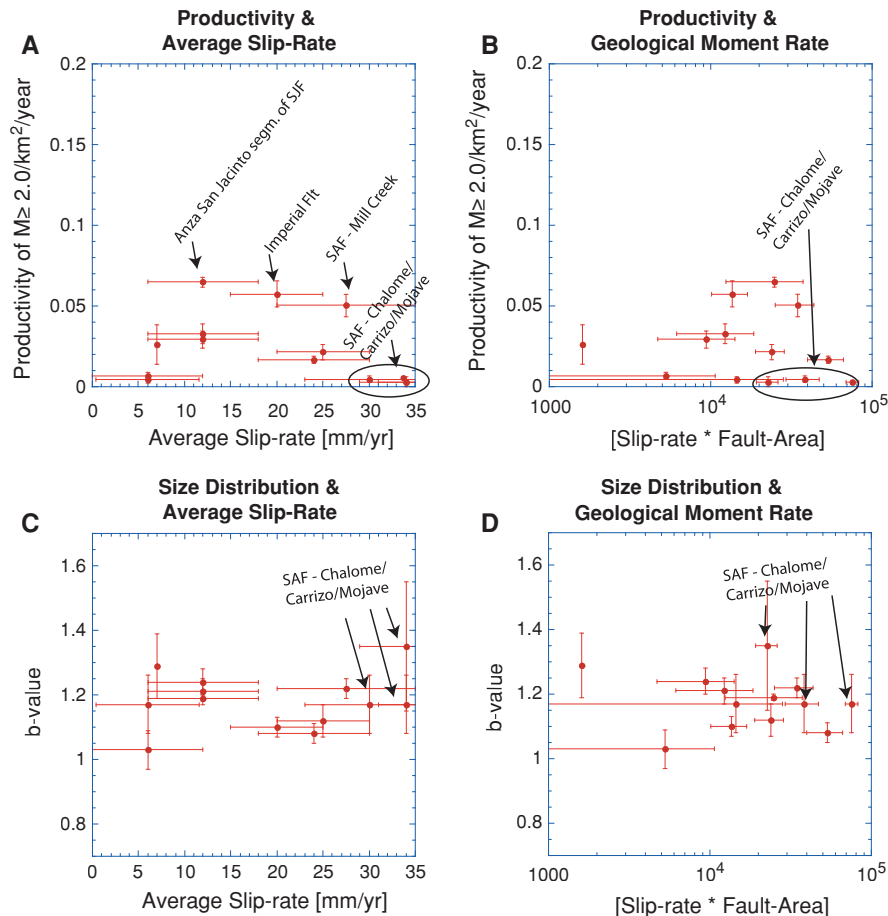 A
Productivity &
Average Slip-Rate
Productivity of M≥ 2.0/km²/year
0.2
0.15
0.1
0.05
0
Anza San Jacinto segm. of SJF
Imperial Flt
SAF - Mill Creek
SAF - Chalome/
Carrizo/Mojave
0 5 10 15 20 25 30 35
Average Slip-rate [mm/yr]
B
Productivity &
Geological Moment Rate
Productivity of M≥ 2.0/km²/year
0.2
0.15
0.1
0.05
0
SAF - Chalome/
Carrizo/Mojave
1000 10⁴ 10⁵
[Slip-rate * Fault-Area]
C
Size Distribution &
Average Slip-Rate
b-value
1.6
1.4
1.2
1
0.8
SAF - Chalome/
Carrizo/Mojave
0 5 10 15 20 25 30 35
Average Slip-rate [mm/yr]
D
Size Distribution &
Geological Moment Rate
b-value
1.6
1.4
1.2
1
0.8
SAF - Chalome/
Carrizo/Mojave
1000 10⁴ 10⁵
[Slip-rate * Fault-Area]